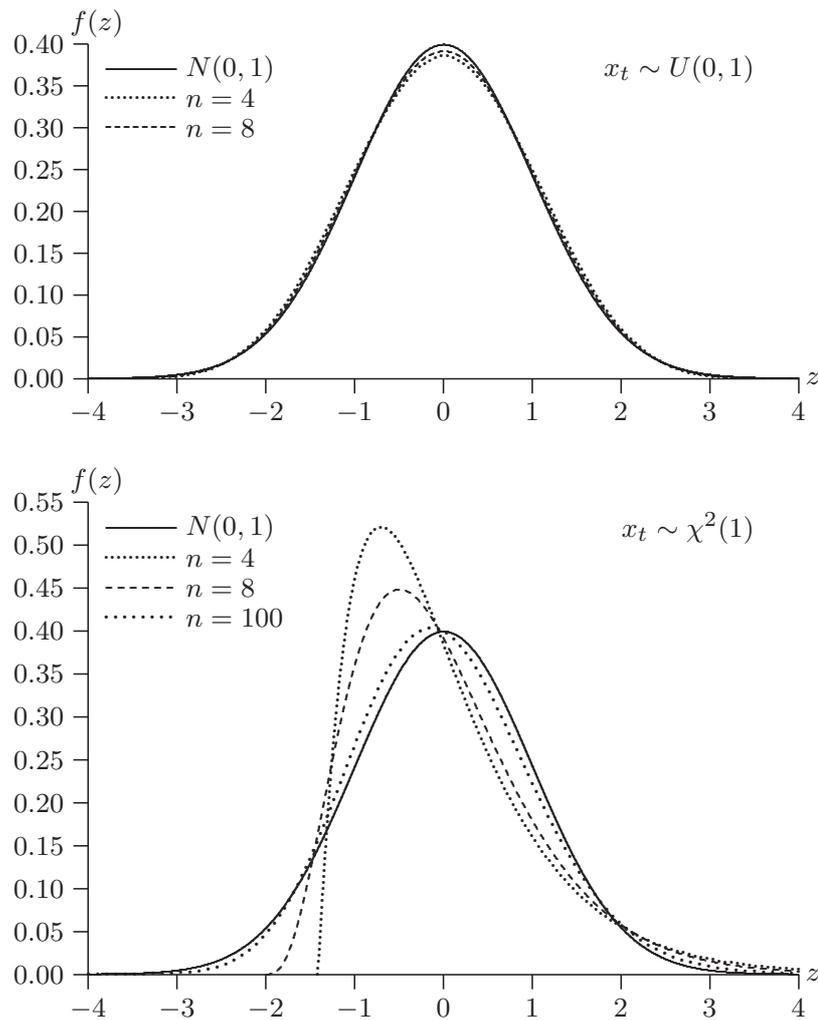 f(z)
0.40
N(0, 1)
x_t ∼ U(0, 1)
0.35
n = 4
0.30
n = 8
0.25
0.20
0.15
0.10
0.05
0.00
z
−4 −3 −2 −1 0 1 2 3 4
f(z)
0.55
N(0, 1)
x_t ∼ χ²(1)
0.50
n = 4
0.45
n = 8
n = 100
0.40
0.35
0.30
0.25
0.20
0.15
0.10
0.05
0.00
z
−4 −3 −2 −1 0 1 2 3 4